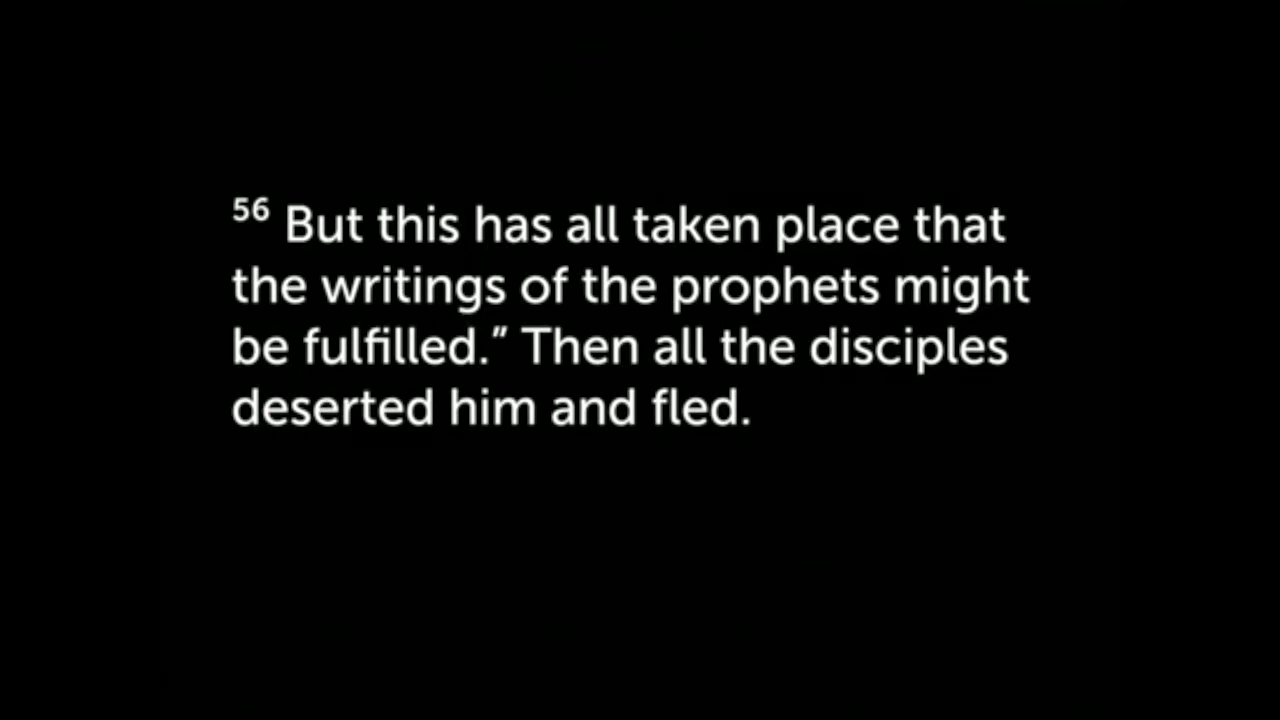 56 But this has all taken place that
the writings of the prophets might
be fulfilled.” Then all the disciples
deserted him and fled.